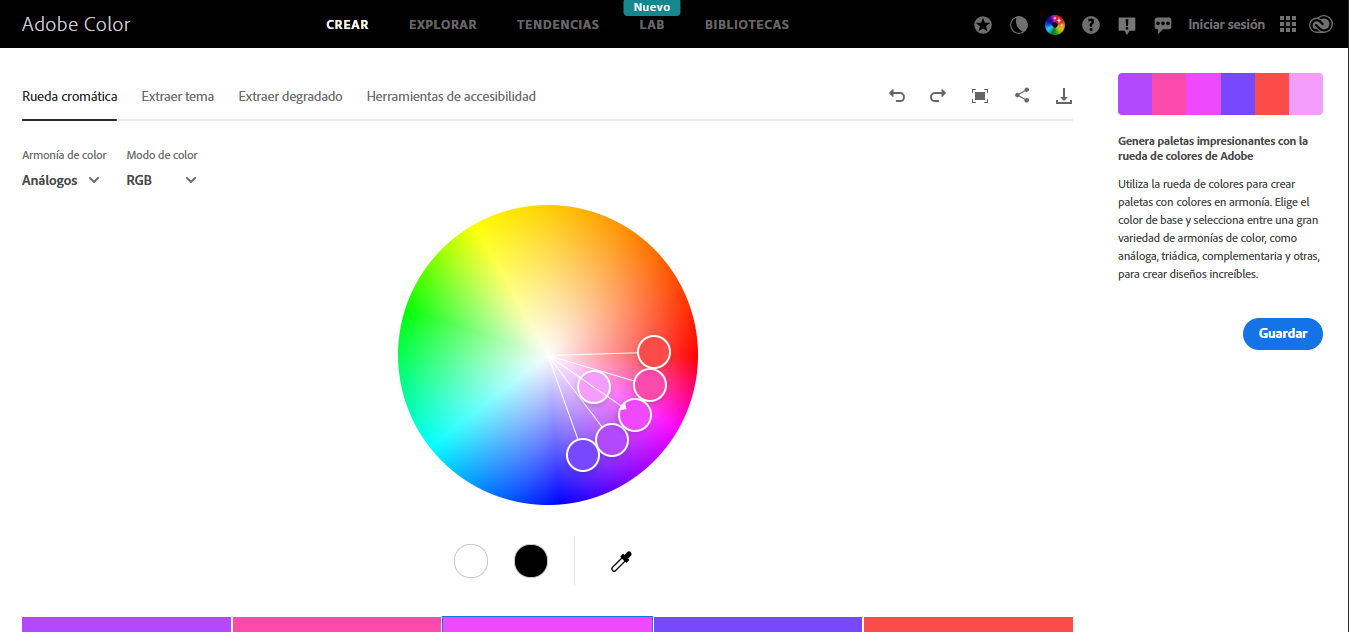 Adobe Color
CREAR
EXPLORAR
TENDENCIAS
Nuevo
LAB
BIBLIOTECAS
Iniciar sesión
Rueda cromática
Extraer tema
Extraer degradado
Herramientas de accesibilidad
Armonía de color
Análogos
Modo de color
RGB
Genera paletas impresionantes con la
rueda de colores de Adobe
Utiliza la rueda de colores para crear
paletas con colores en armonía. Elige el
color de base y selecciona entre una gran
variedad de armonías de color, como
análoga, triádica, complementaria y otras,
para crear diseños increíbles.
Guardar